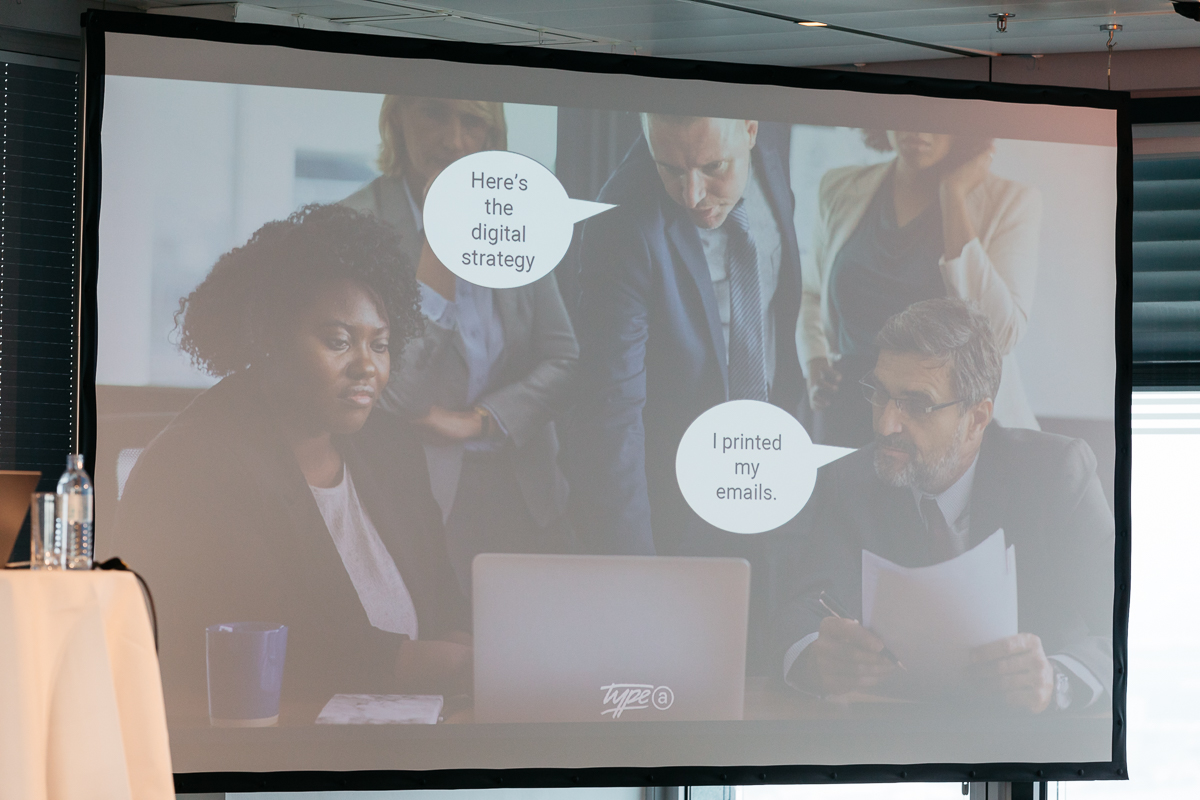 Here's
the
digital
strategy
I printed
my
emails.
type a